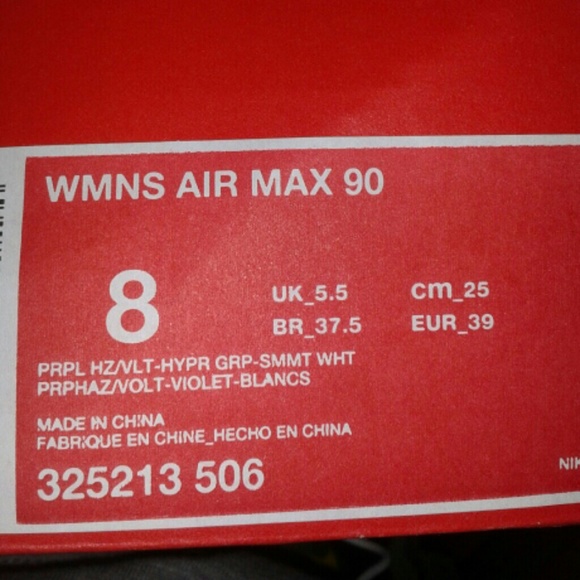 WMNS AIR MAX 90
8
UK_5.5 cm_25
BR_37.5 EUR_39
PRPL HZ/VLT-HYPR GRP-SMMT WHT
PRPHAZ/VOLT-VIOLET-BLANCS
MADE IN CHINA
FABRIQUE EN CHINE_HECHO EN CHINA
325213 506
NIK